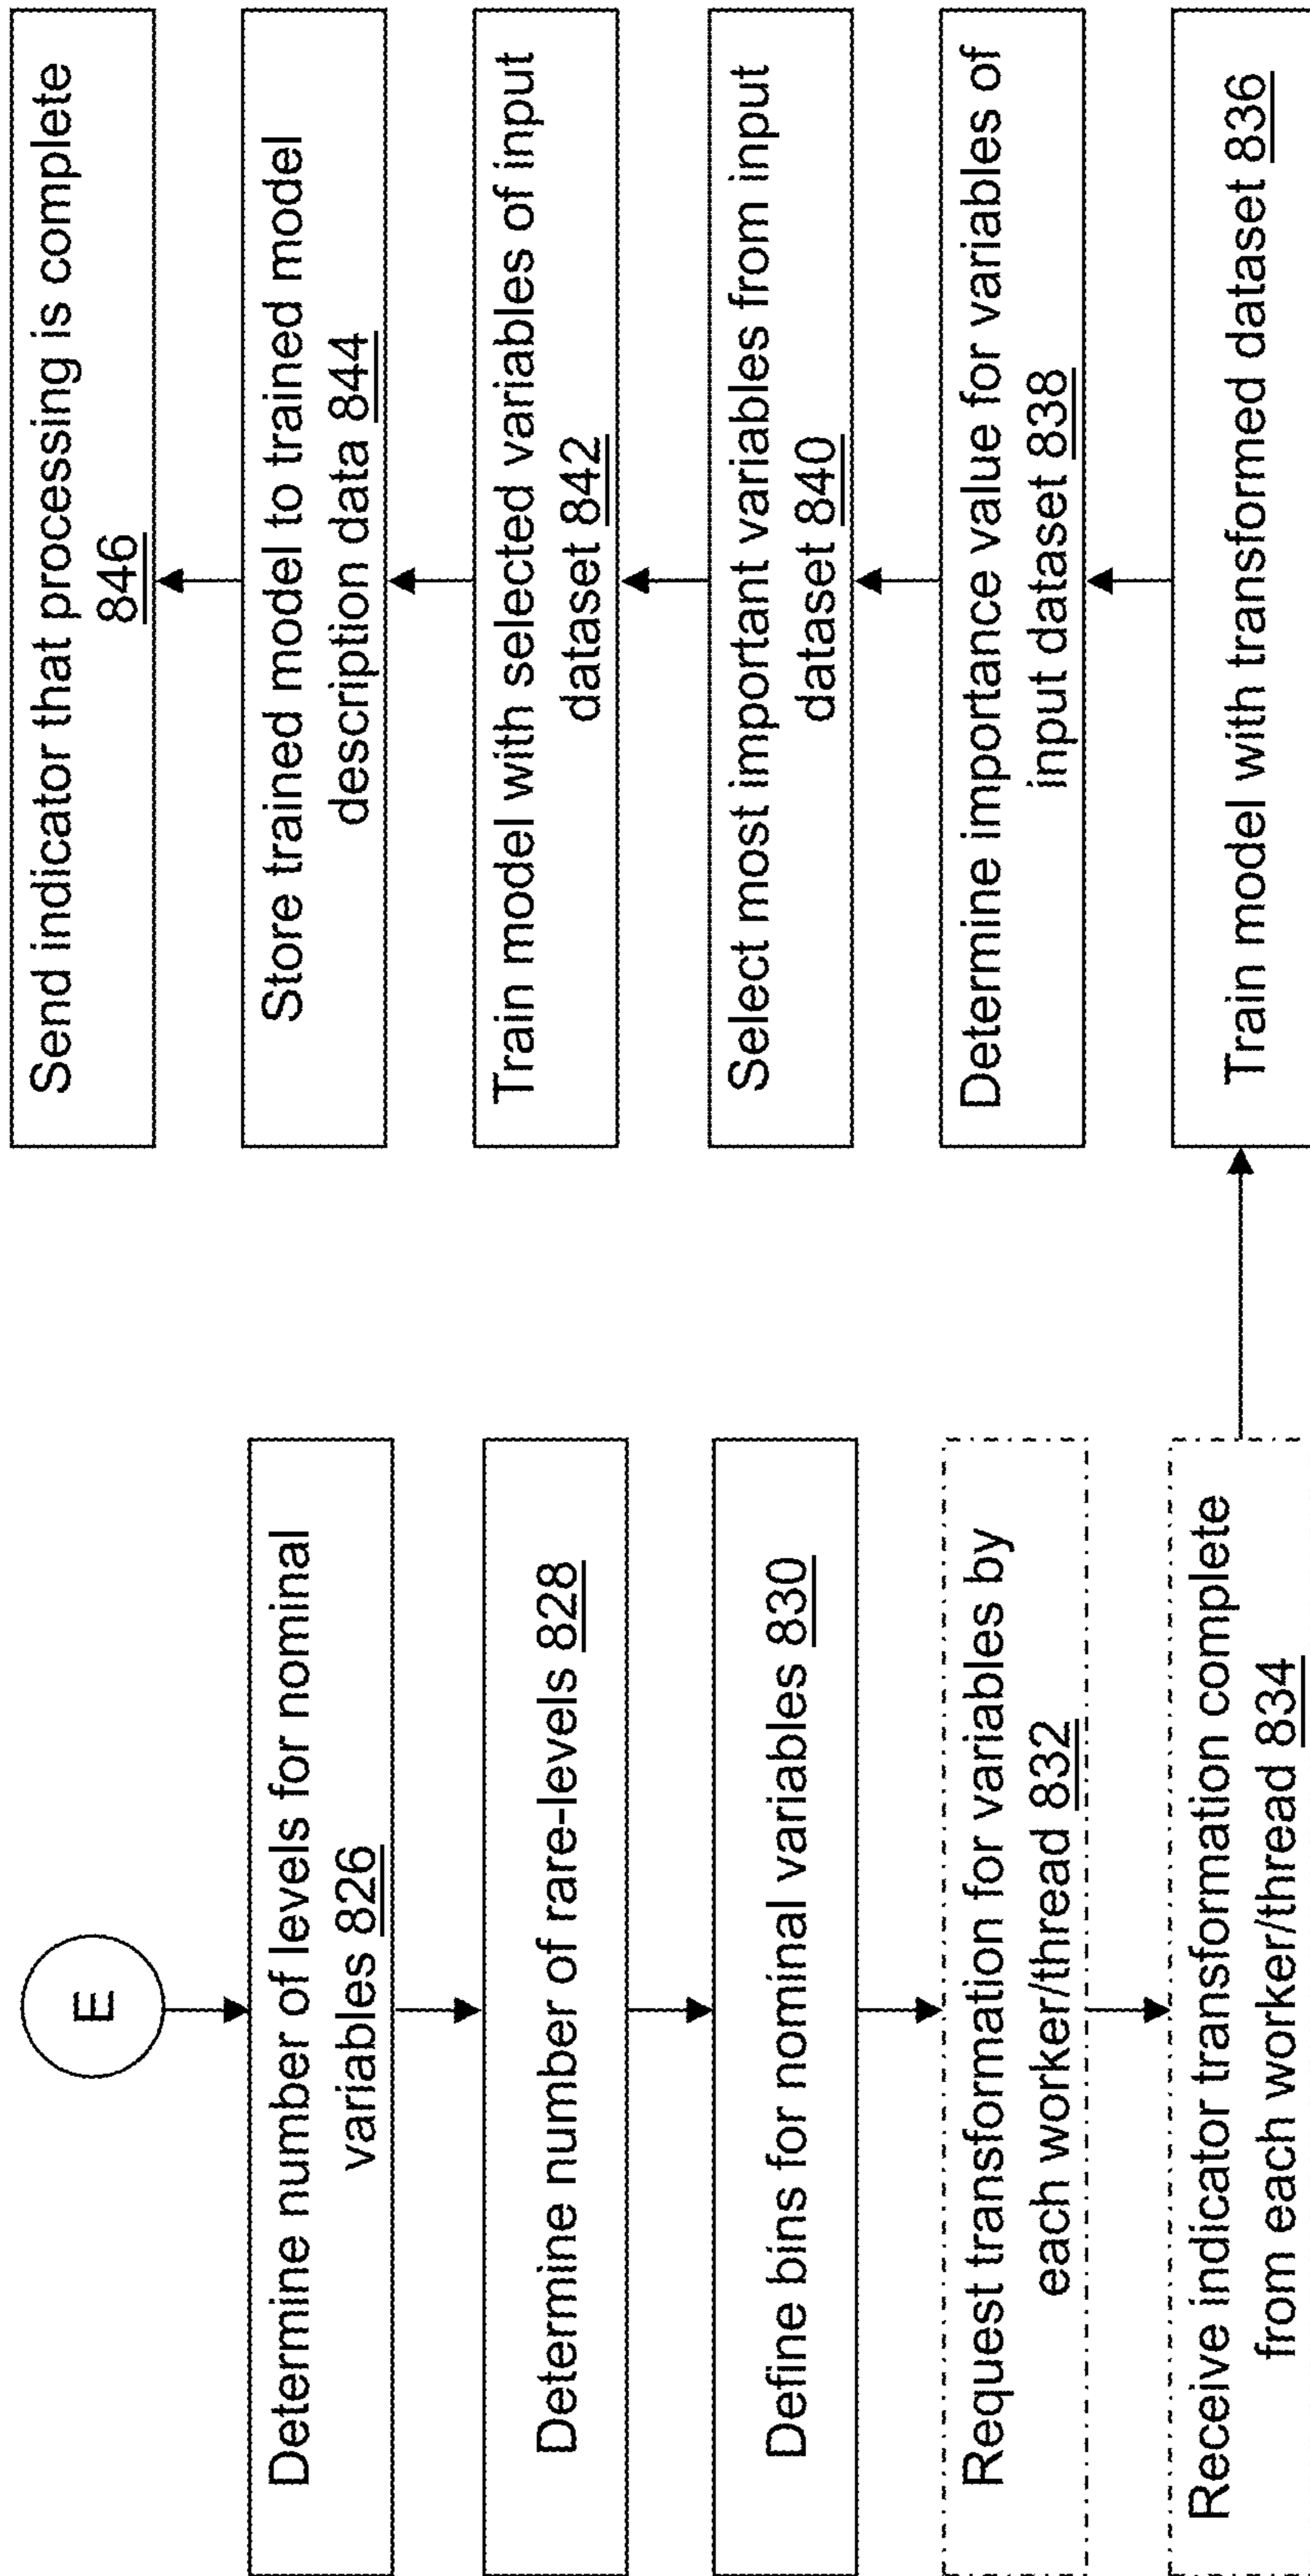 E
Determine number of levels for nominal
variables 826
Determine number of rare-levels 828
Define bins for nominal variables 830
Request transformation for variables by
each worker/thread 832
Receive indicator transformation complete
from each worker/thread 834
Train model with transformed dataset 836
Determine importance value for variables of
input dataset 838
Select most important variables from input
dataset 840
Train model with selected variables of input
dataset 842
Store trained model to trained model
description data 844
Send indicator that processing is complete
846